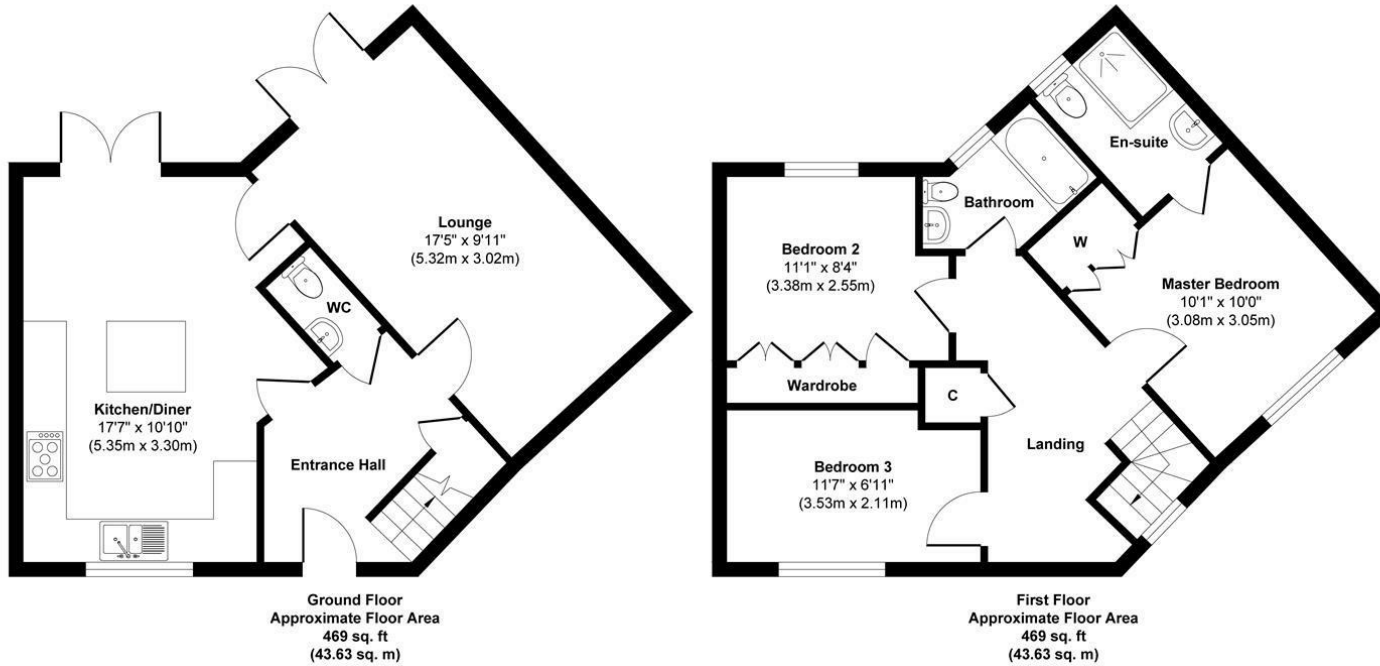 Lounge
17'5" x 9'11"
(5.32m x 3.02m)
WC
Kitchen/Diner
17'7" x 10'10"
(5.35m x 3.30m)
Entrance Hall
Ground Floor
Approximate Floor Area
469 sq. ft
(43.63 sq. m)
En-suite
Bathroom
W
Bedroom 2
11'1" x 8'4"
(3.38m x 2.55m)
Master Bedroom
10'1" x 10'0"
(3.08m x 3.05m)
Wardrobe
C
Landing
Bedroom 3
11'7" x 6'11"
(3.53m x 2.11m)
First Floor
Approximate Floor Area
469 sq. ft
(43.63 sq. m)